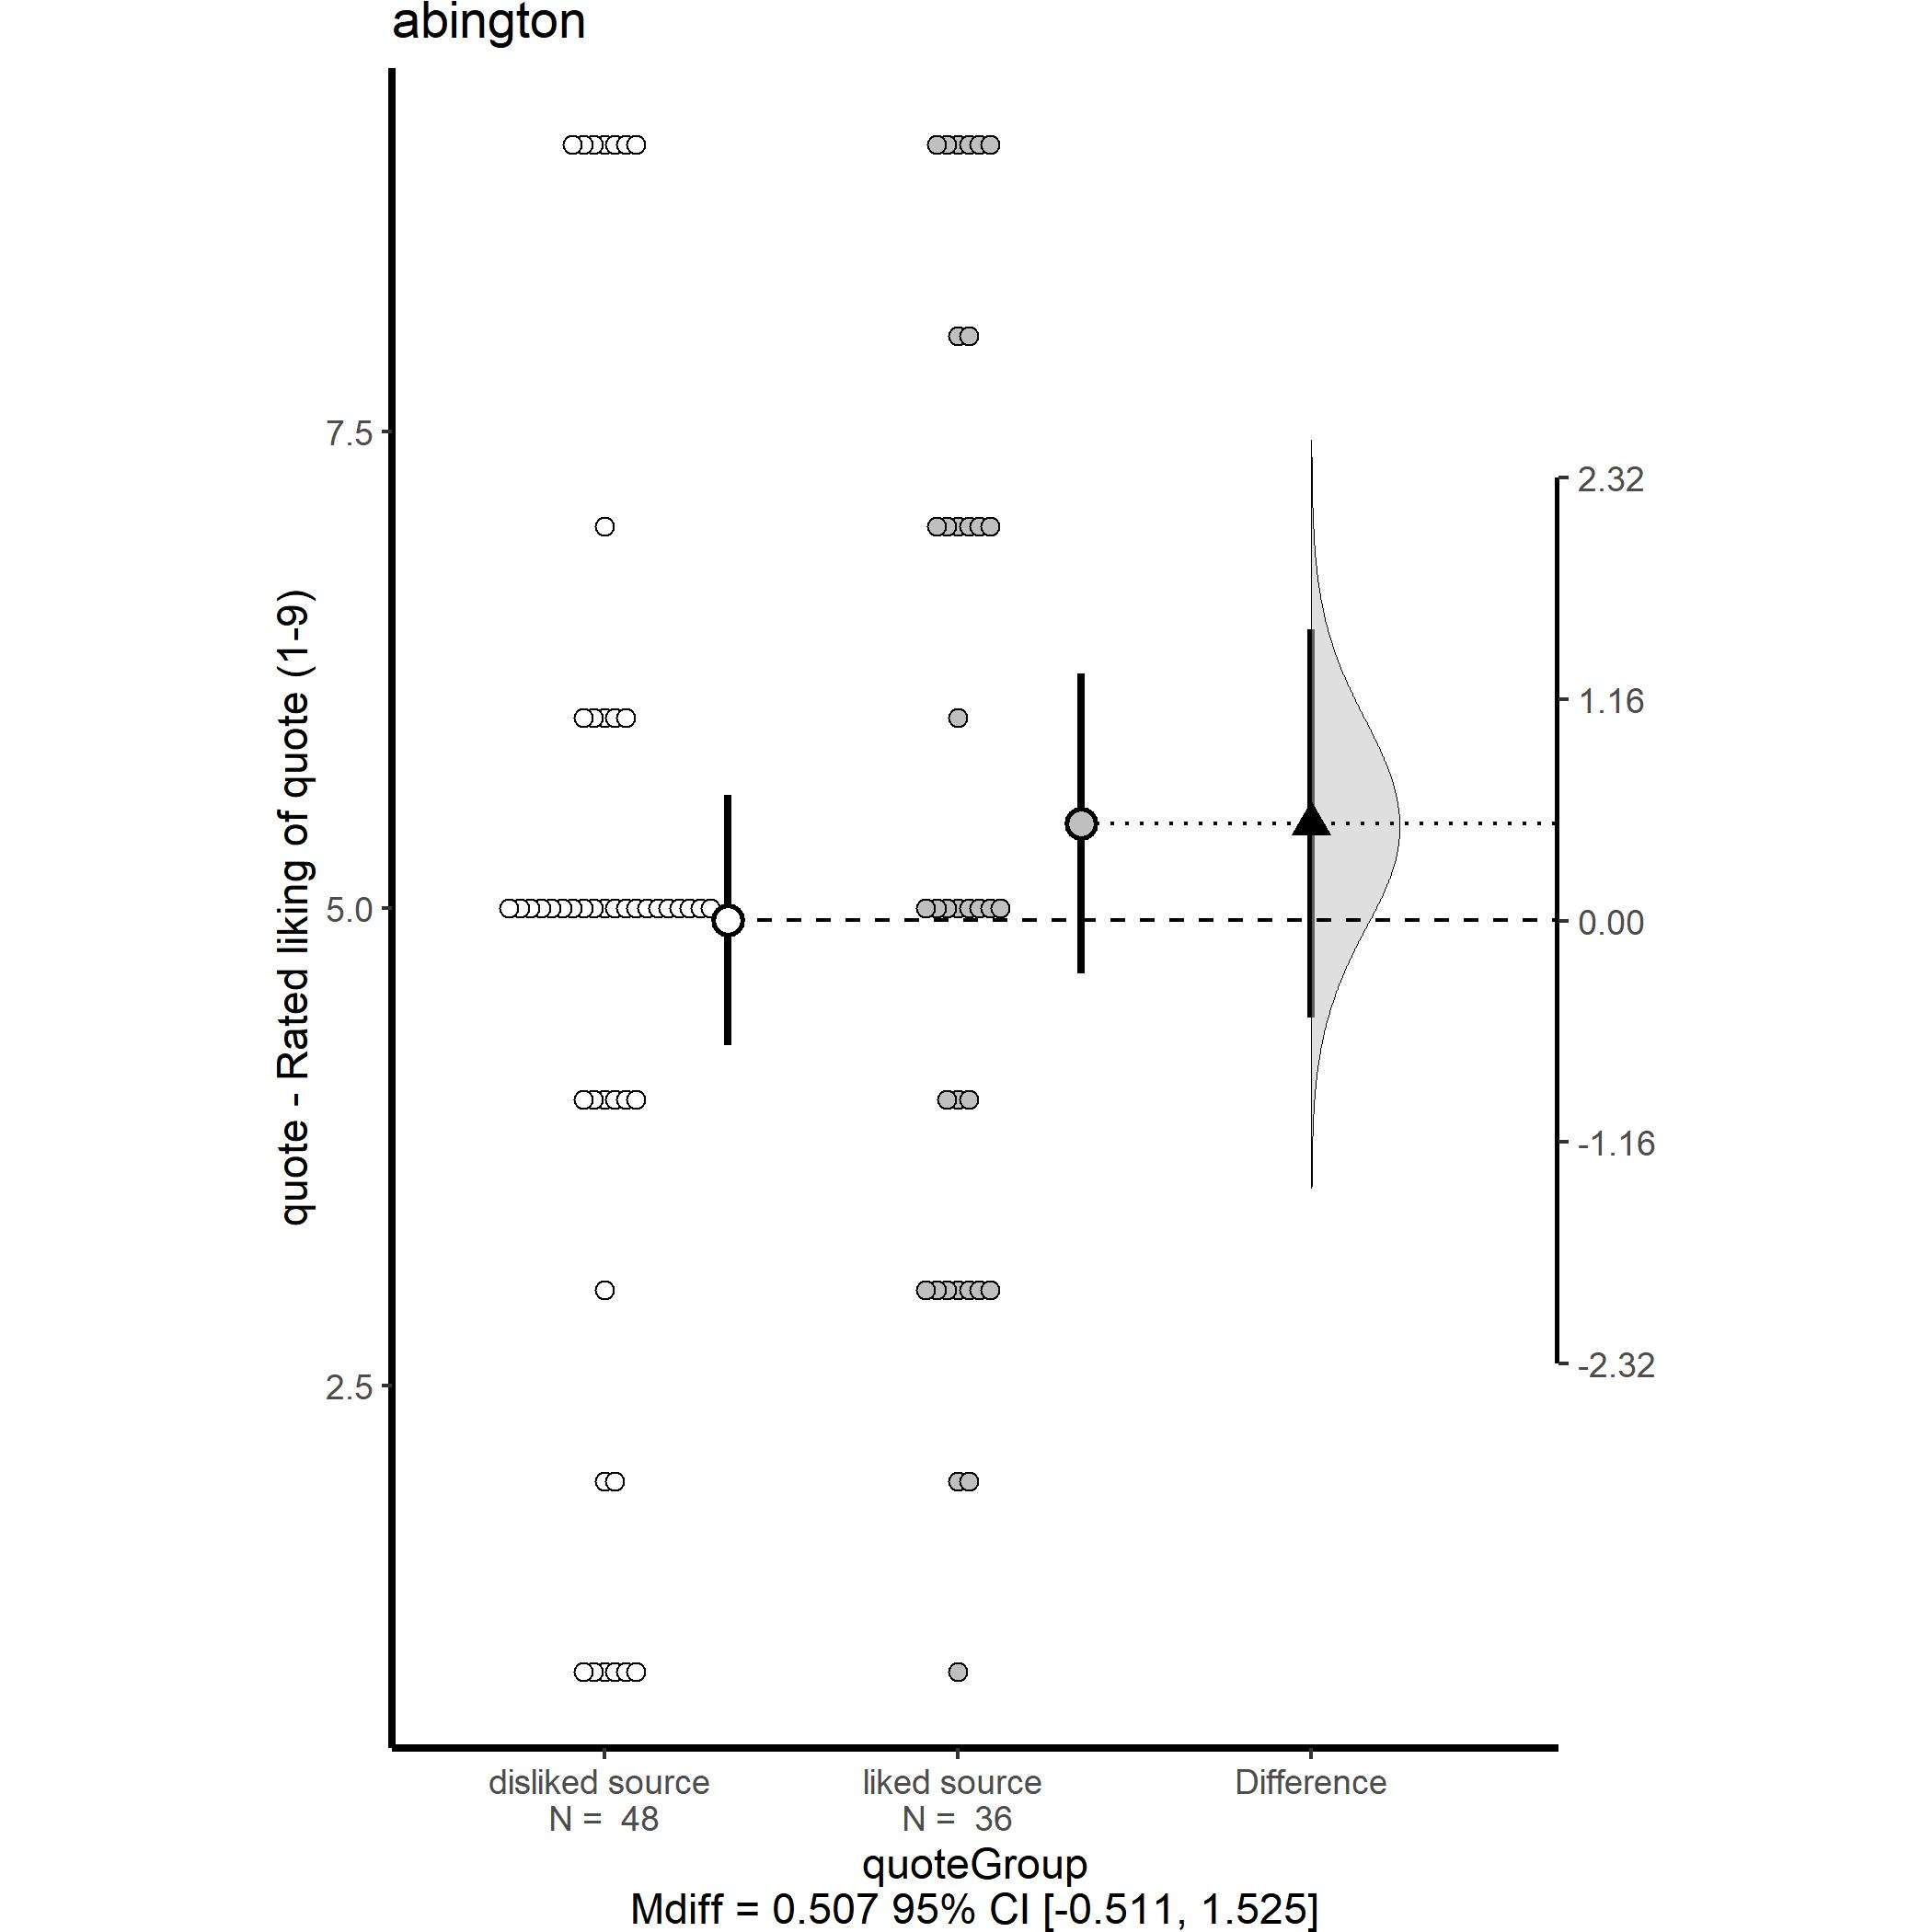 abington
quote - Rated liking of quote (1-9)
7.5
5.0
2.5
2.32
1.16
0.00
-1.16
-2.32
disliked source
N =  48
liked source
N =  36
Difference
quoteGroup
Mdiff = 0.507 95% CI [-0.511, 1.525]